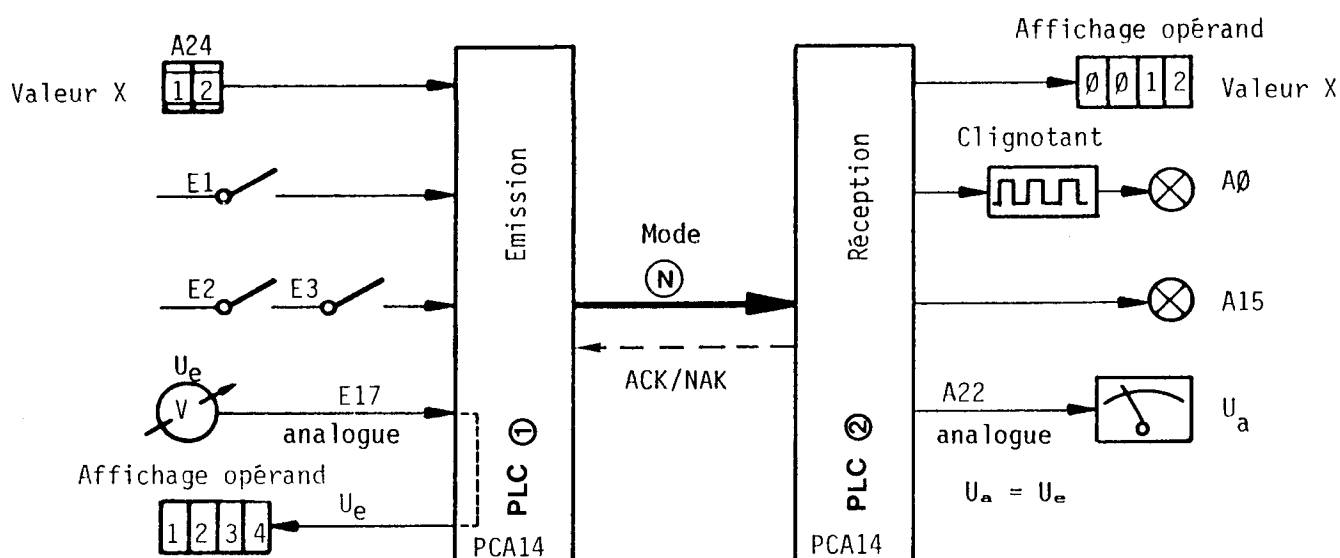 Affichage opérand
A24
Valeur X
1 2
Ø Ø 1 2
Valeur X
Clignotant
E1
Emission
Réception
AØ
Mode
N
E2
E3
A15
ACK/NAK
Ue
V
E17
analogue
A22
analogue
Ua
PLC 1
PLC 2
Affichage opérand
Ua = Ue
1 2 3 4
Ue
PCA14
PCA14